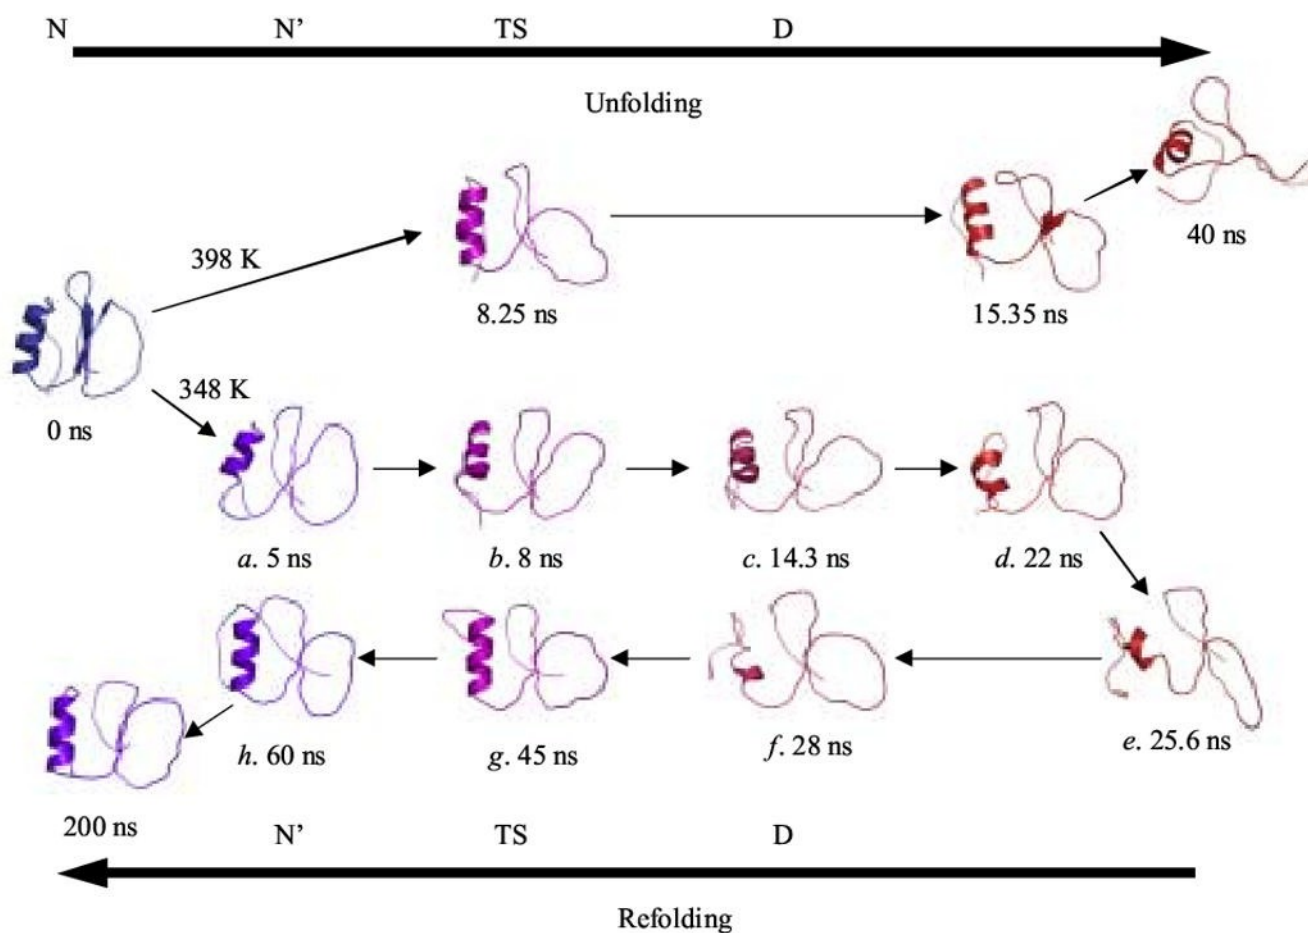 N N’ TS D
Unfolding
398 K
40 ns
8.25 ns
15.35 ns
348 K
0 ns
a. 5 ns
b. 8 ns
c. 14.3 ns
d. 22 ns
h. 60 ns
g. 45 ns
f. 28 ns
e. 25.6 ns
200 ns
N’ TS D
Refolding